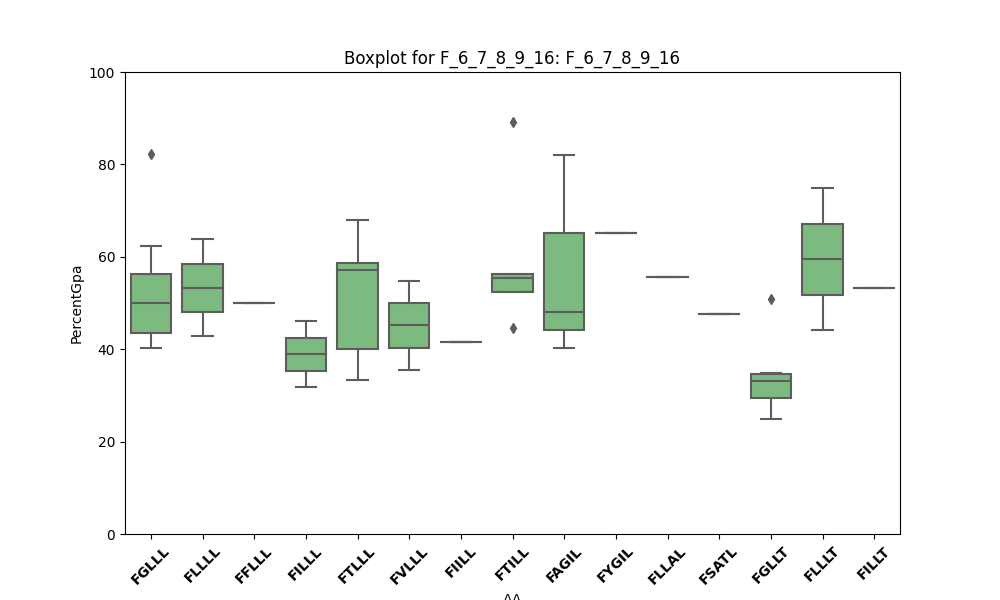 Boxplot for F_6_7_8_9_16: F_6_7_8_9_16
100
80
60
40
20
0
PercentGpa
FGLLL FLLLL FFLLL FILLL FTLLL FVLLL FIILL FTILL FAGIL FYGIL FLLAL FSATL FGLLT FLLLT FILLT
AA